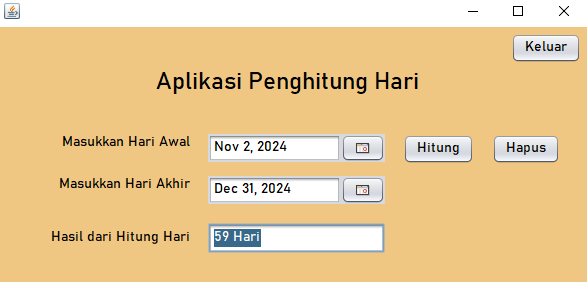 Keluar
Aplikasi Penghitung Hari
Masukkan Hari Awal Nov 2, 2024 Hitung Hapus
Masukkan Hari Akhir Dec 31, 2024
Hasil dari Hitung Hari 59 Hari